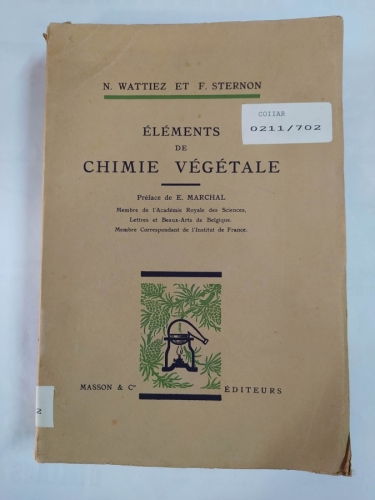 N. WATTIEZ ET F. STERNON
COIIAR
0211/702
ÉLÉMENTS
DE
CHIMIE VÉGÉTALE
Préface de E. MARCHAL
Membre de l'Académie Royale des Sciences,
Lettres et Beaux-Arts de Belgique.
Membre Correspondant de l'Institut de France.
MASSON & Cie ÉDITEURS
2